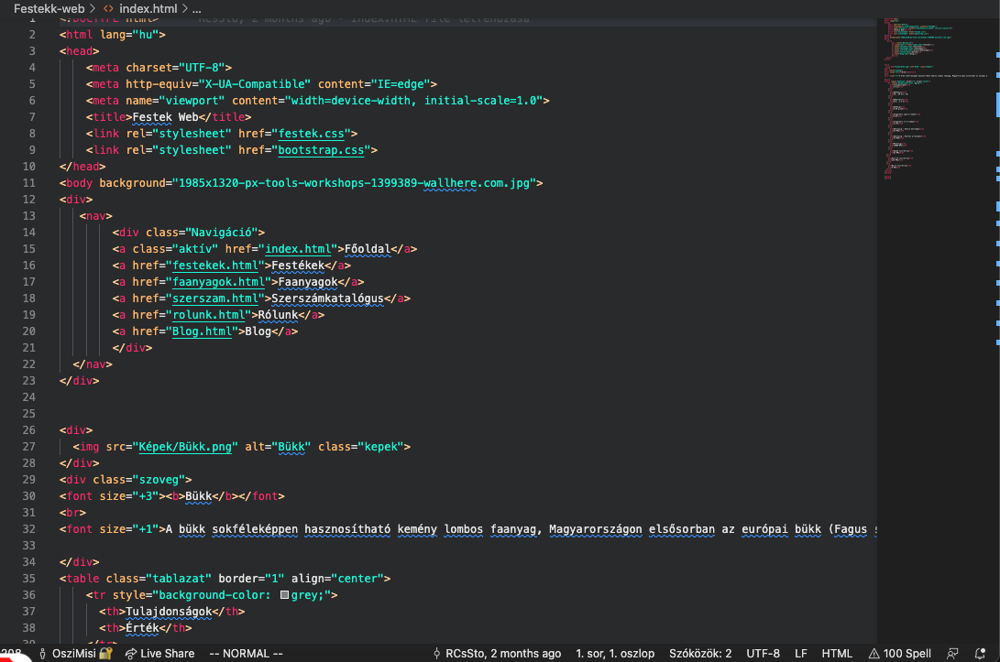 Festekk-web > index.html > ...
1 <!DOCTYPE html> RCsSto, 2 months ago • Index.HTML file létrehozása
2 <html lang="hu">
3 <head>
4 <meta charset="UTF-8">
5 <meta http-equiv="X-UA-Compatible" content="IE=edge">
6 <meta name="viewport" content="width=device-width, initial-scale=1.0">
7 <title>Festek Web</title>
8 <link rel="stylesheet" href="festek.css">
9 <link rel="stylesheet" href="bootstrap.css">
10 </head>
11 <body background="1985x1320-px-tools-workshops-1399389-wallhere.com.jpg">
12 <div>
13 <nav>
14 <div class="Navigáció">
15 <a class="aktív" href="index.html">Főoldal</a>
16 <a href="festekek.html">Festékek</a>
17 <a href="faanyagok.html">Faanyagok</a>
18 <a href="szerszam.html">Szerszámkatalógus</a>
19 <a href="rolunk.html">Rólunk</a>
20 <a href="Blog.html">Blog</a>
21 </div>
22 </nav>
23 </div>
24
25
26 <div>
27 <img src="Képek/Bükk.png" alt="Bükk" class="kepek">
28 </div>
29 <div class="szoveg">
30 <font size="+3"><b>Bükk</b></font>
31 <br>
32 <font size="+1">A bükk sokféleképpen hasznosítható kemény lombos faanyag, Magyarországon elsősorban az európai bükk (Fagus
33
34 </div>
35 <table class="tablazat" border="1" align="center">
36 <tr style="background-color: grey;">
37 <th>Tulajdonságok</th>
38 <th>Érték</th>
39 </tr>
OsziMisi Live Share -- NORMAL -- RCsSto, 2 months ago 1. sor, 1. oszlop Szóközök: 2 UTF-8 LF HTML 100 Spell